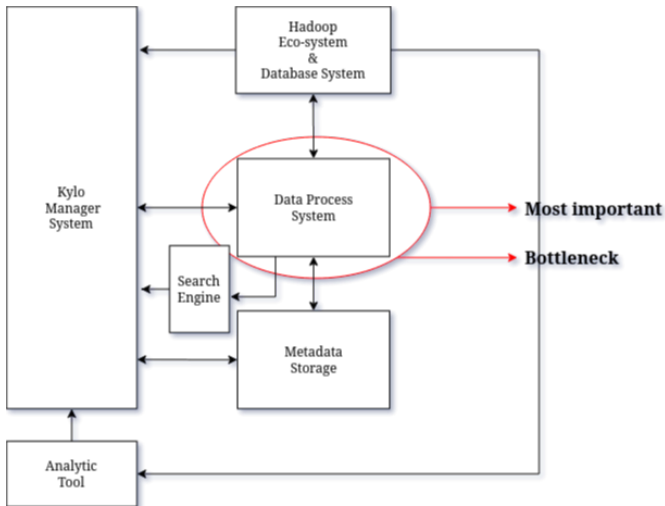 Hadoop
Eco-system
&
Database System
Kylo
Manager
System
Data Process
System
Most important
Bottleneck
Search
Engine
Metadata
Storage
Analytic
Tool